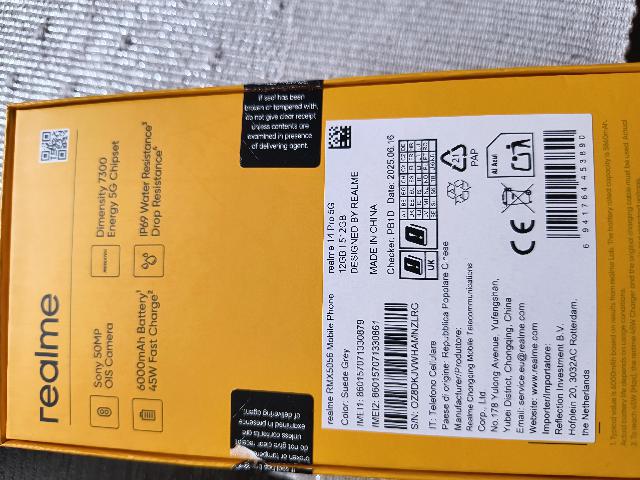 realme
Sony 50MP
OIS Camera
Dimensity 7300
Energy 5G Chipset
6000mAh Battery¹
45W Fast Charge²
IP69 Water Resistance³
Drop Resistance⁴
If seal has been
broken or tampered with,
do not give clear receipt
unless contents are
examined in presence
of delivering agent.
realme RMX5056 Mobile Phone
realme 14 Pro 5G
Color: Suede Grey
12GB | 512GB
IMEI1: 860157071330879
DESIGNED BY REALME
IMEI2: 860157071330861
MADE IN CHINA
Checker: PB1D Date: 2025.06.16
SN: OZ8DKJVWHAMNZLRC
UK
IT: Telefono Cellulare
Paese di origine: Repubblica Popolare
Manufacturer/Produttore:
Realme Chongqing Mobile Telecommunications
Corp., Ltd
No.178 Yulong Avenue, Yufengshan,
Yubei District, Chongqing, China
Email: service.eu@realme.com
Website: www.realme.com
Importer/Importatore:
Reflection Investment B.V.
Hofplein 20, 3032AC Rotterdam,
the Netherlands
21
PAP
CE
6 941764 453890